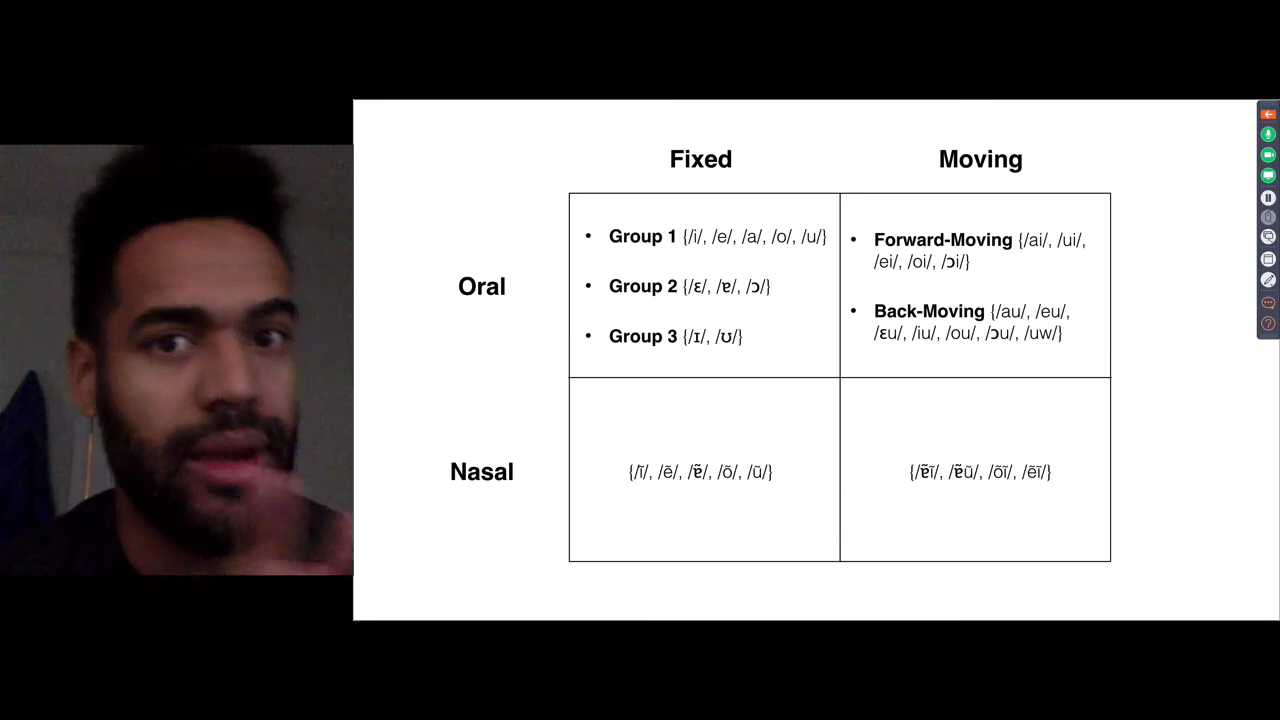 Fixed
Moving
Oral
• Group 1 {/i/, /e/, /a/, /o/, /u/}
• Group 2 {/ɛ/, /ɐ/, /ɔ/}
• Group 3 {/ɪ/, /ʊ/}
• Forward-Moving {/ai/, /ui/,
/ei/, /oi/, /ɔi/}
• Back-Moving {/au/, /eu/,
/ɛu/, /iu/, /ou/, /ɔu/, /uw/}
Nasal
{/ĩ/, /ẽ/, /ɐ̃/, /õ/, /ũ/}
{/ɐ̃ĩ/, /ɐ̃ũ/, /õĩ/, /ẽĩ/}